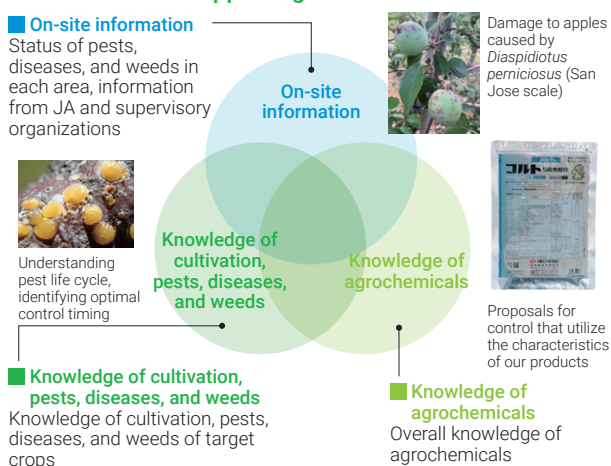 On-site information
Status of pests,
diseases, and weeds in
each area, information
from JA and supervisory
organizations
Damage to apples
caused by
Diaspidiotus
perniciosus (San
Jose scale)
On-site
information
コルト
Understanding
pest life cycle,
identifying optimal
control timing
Knowledge of
cultivation,
pests, diseases,
and weeds
Knowledge of
agrochemicals
NICHINO
Proposals for
control that utilize
the characteristics
of our products
Knowledge of cultivation,
pests, diseases, and weeds
Knowledge of cultivation, pests,
diseases, and weeds of target
crops
Knowledge of
agrochemicals
Overall knowledge of
agrochemicals